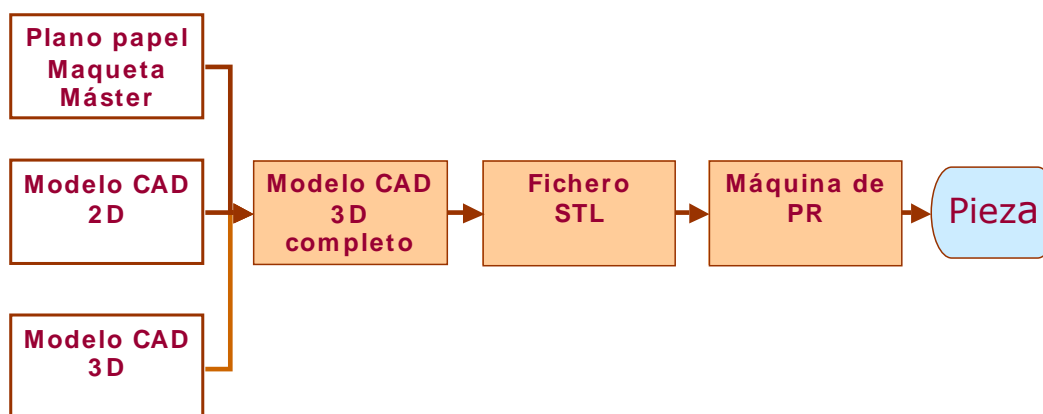 Plano papel
Maqueta
Máster
Modelo CAD
2D
Modelo CAD
3D
Modelo CAD
3D
completo
Fichero
STL
Máquina de
PR
Pieza